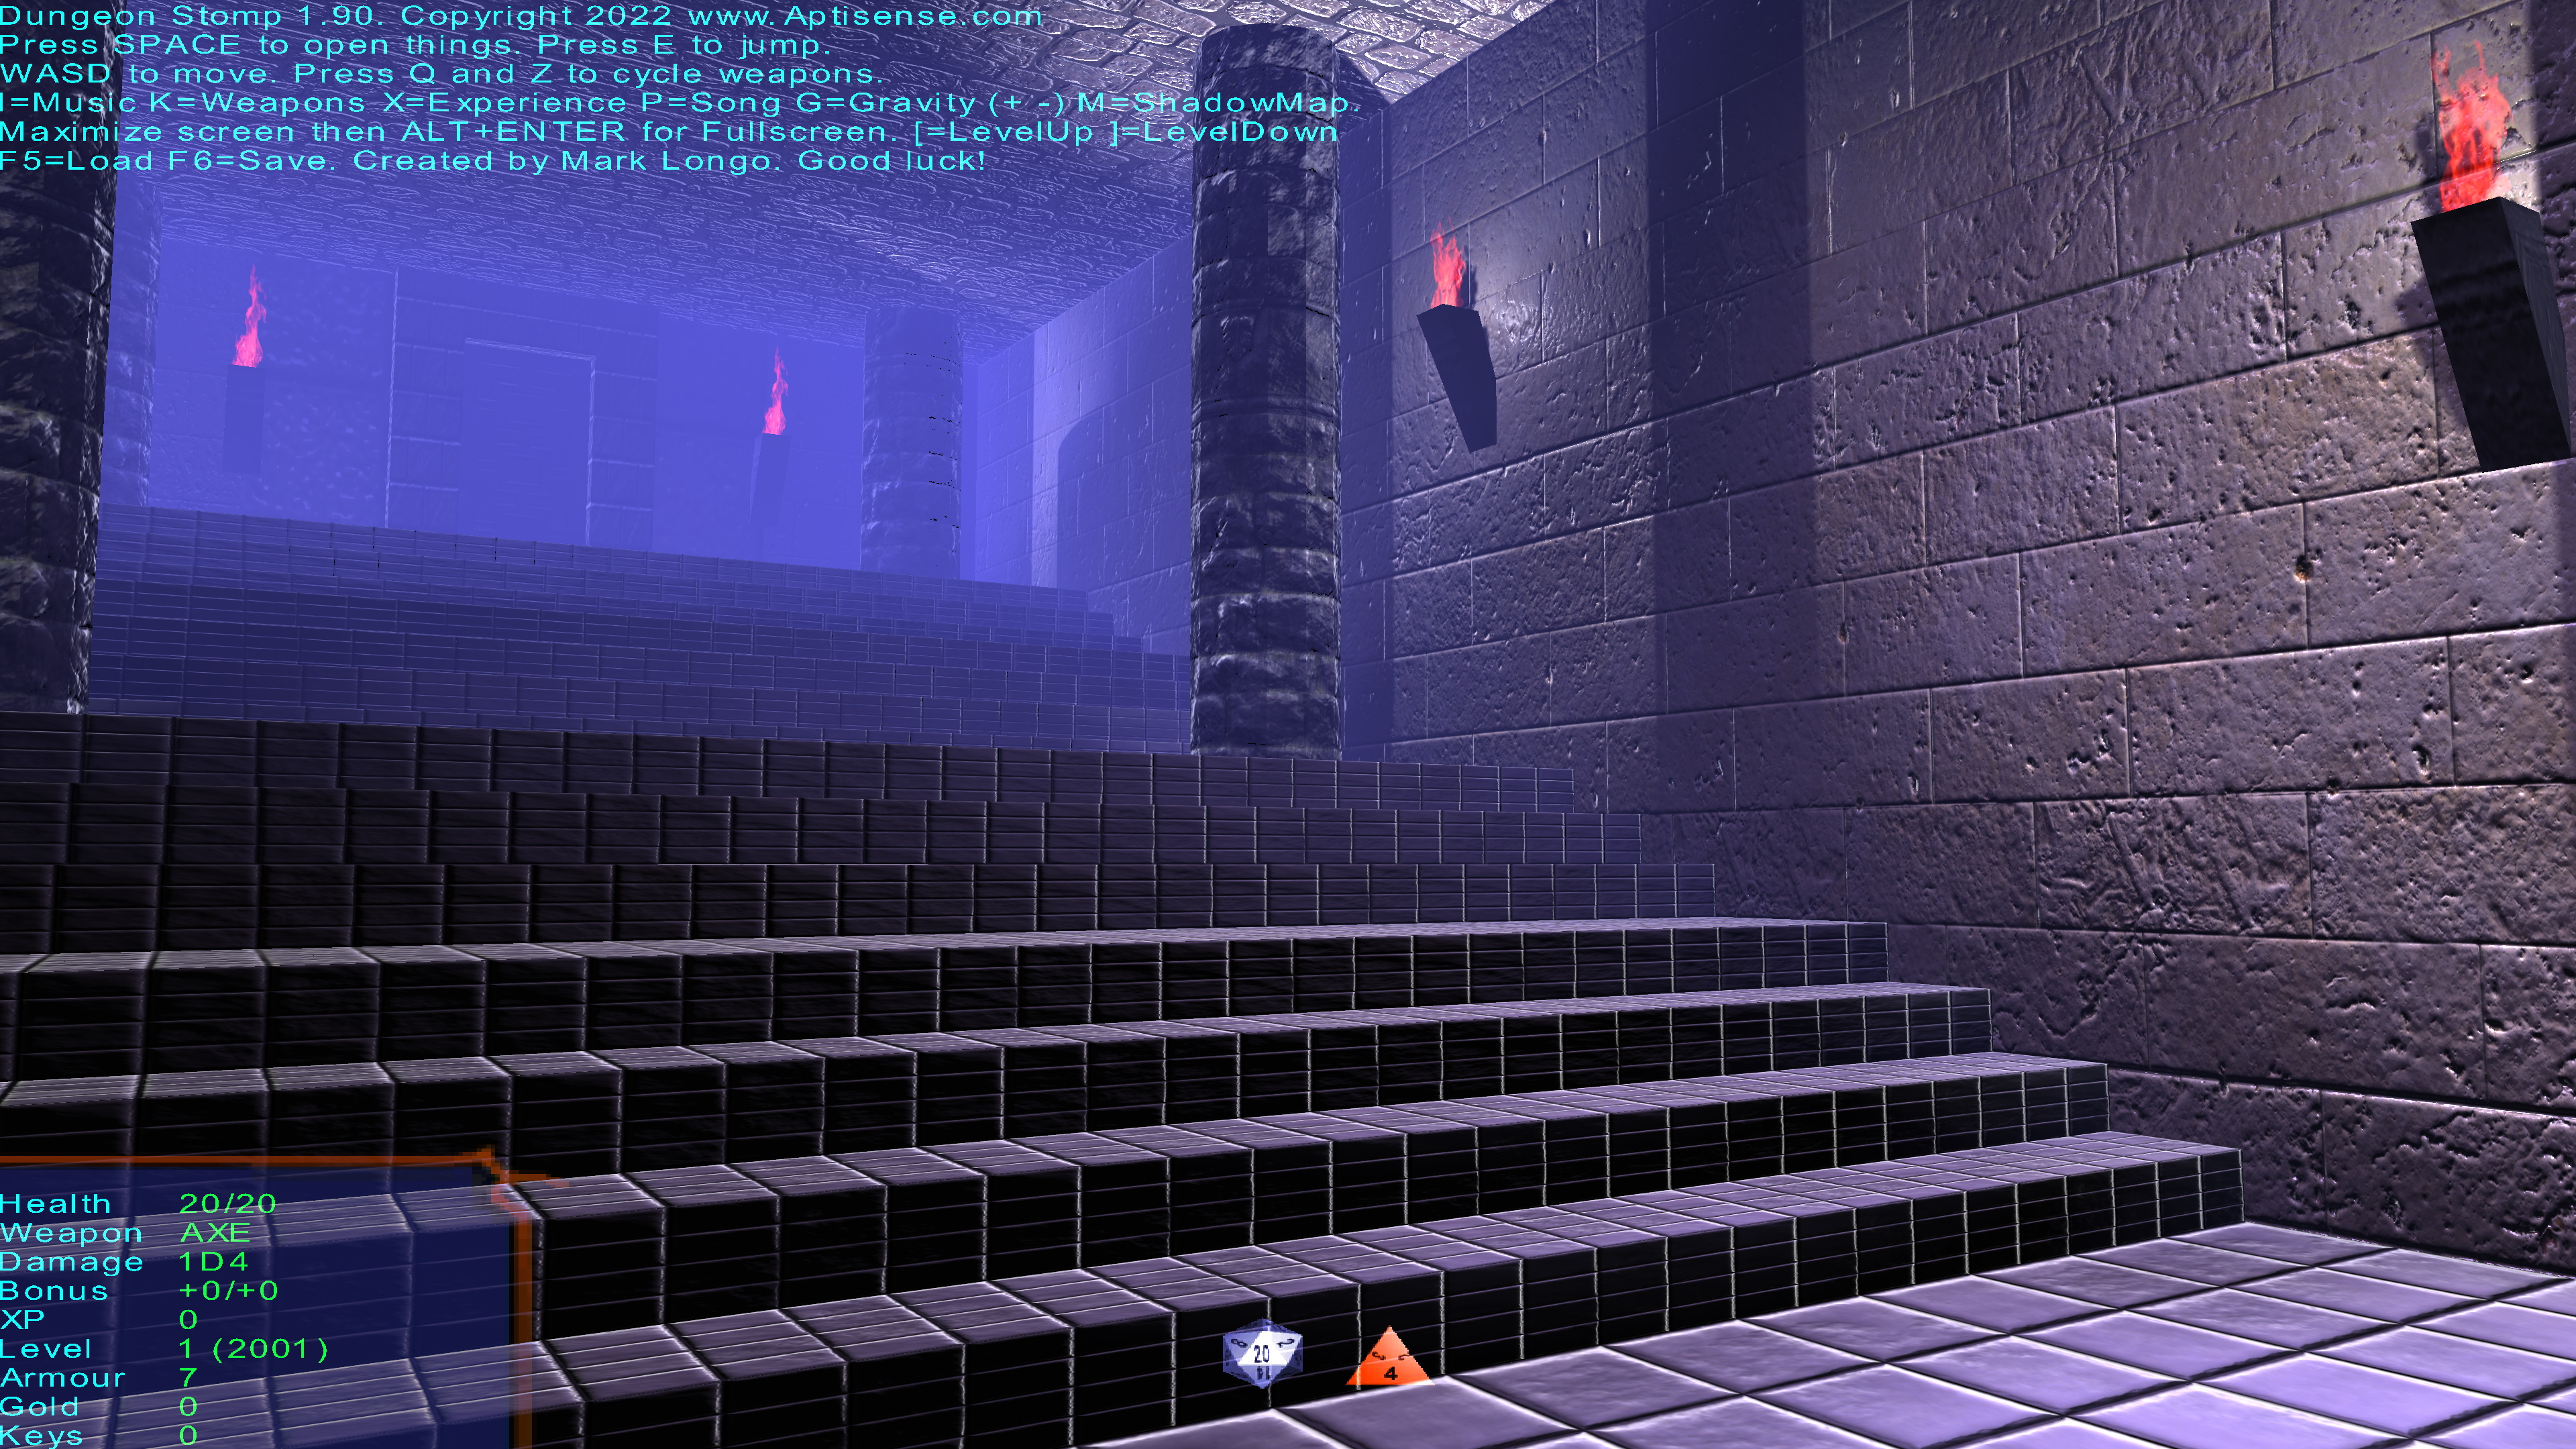 Dungeon Stomp 1.90. Copyright 2022 www.Aptisense.com
Press SPACE to open things. Press E to jump.
WASD to move. Press Q and Z to cycle weapons.
I=Music K=Weapons X=Experience P=Song G=Gravity (+ -) M=ShadowMap.
Maximize screen then ALT+ENTER for Fullscreen. [=LevelUp ]=LevelDown
F5=Load F6=Save. Created by Mark Longo. Good luck!
Health 20/20
Weapon AXE
Damage 1D4
Bonus +0/+0
XP 0
Level 1 (2001)
Armour 7
Gold 0
Keys 0
20
4